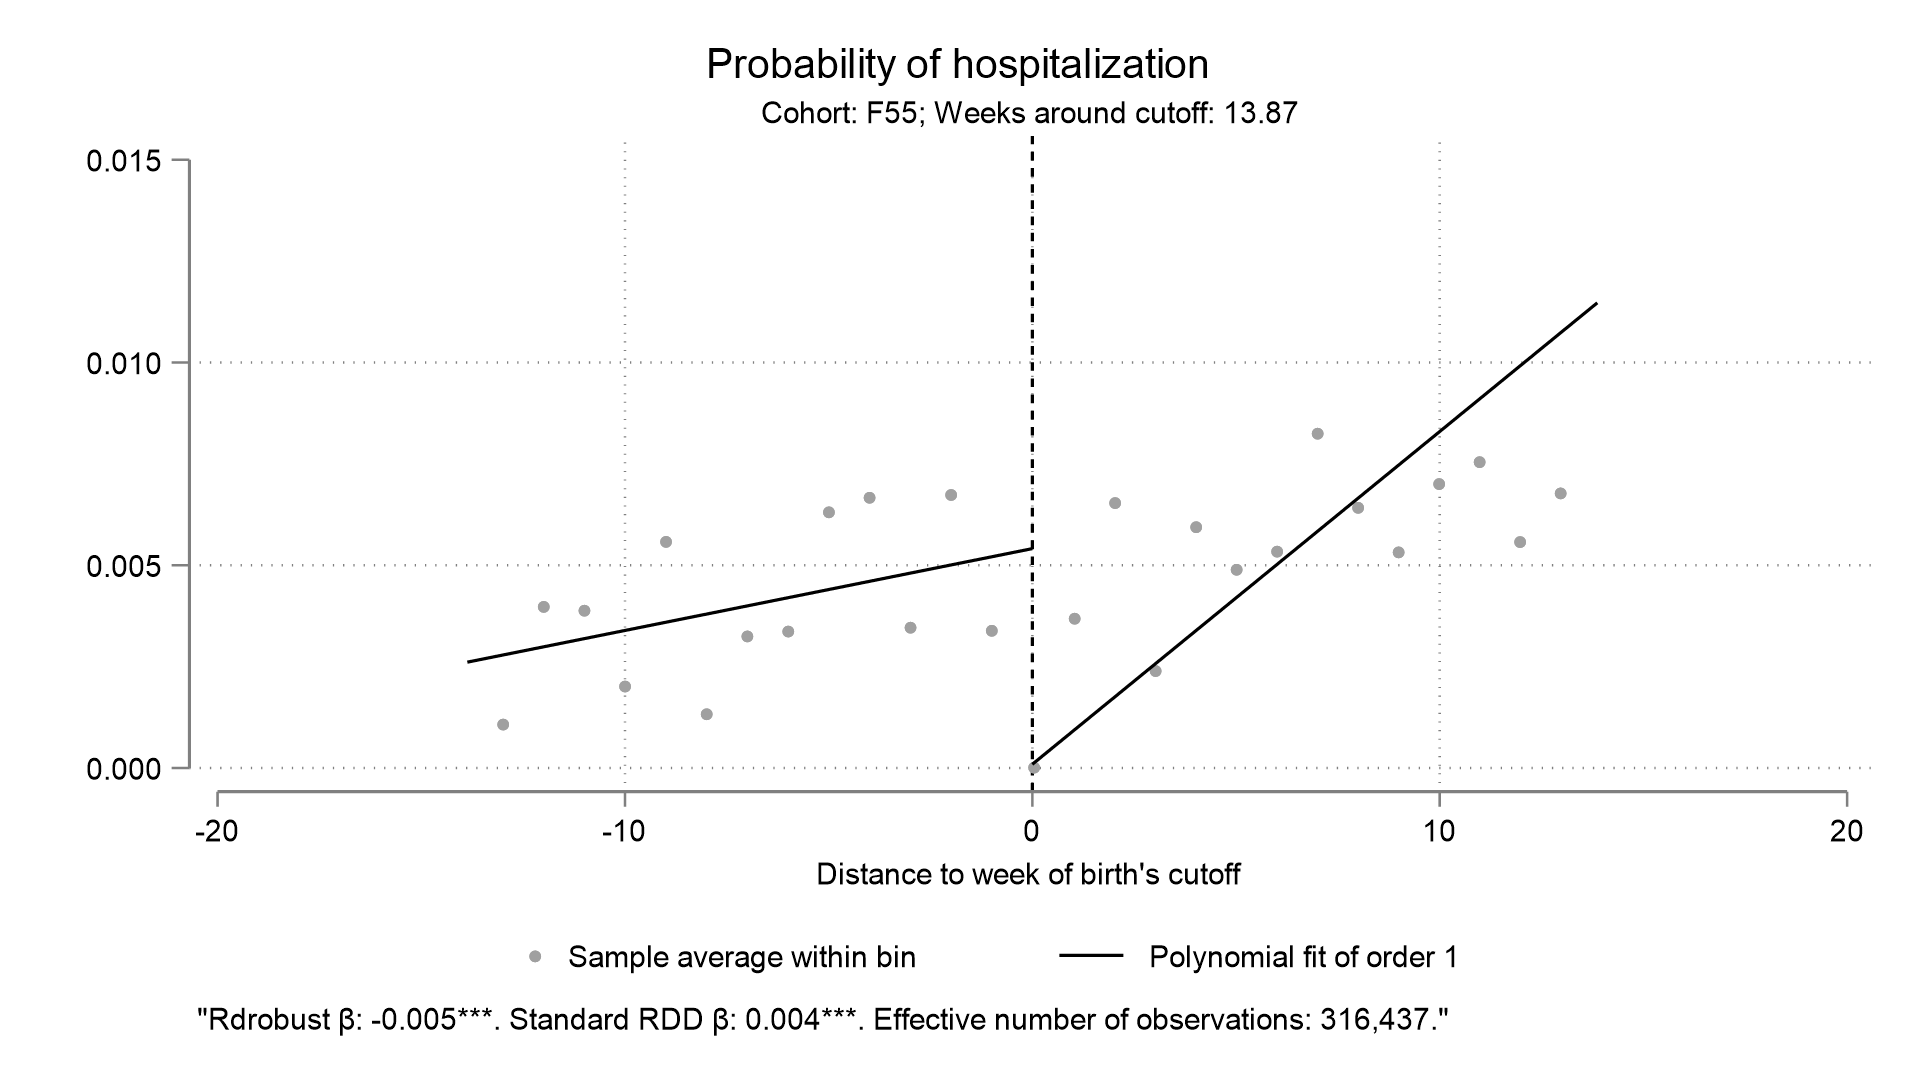 Probability of hospitalization
Cohort: F55; Weeks around cutoff: 13.87
0.015
0.010
0.005
0.000
-20 -10 0 10 20
Distance to week of birth's cutoff
Sample average within bin Polynomial fit of order 1
"Rdrobust β: -0.005***. Standard RDD β: 0.004***. Effective number of observations: 316,437."